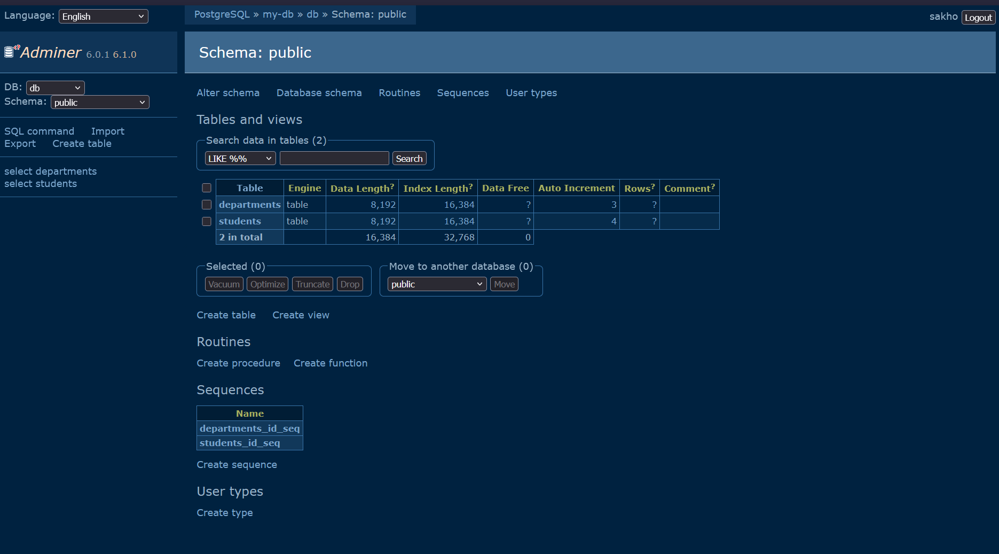 Language: English
PostgreSQL » my-db » db » Schema: public
sakho Logout
Adminer 6.0.1 6.1.0
DB: db
Schema: public
SQL command Import
Export Create table
select departments
select students
Schema: public
Alter schema Database schema Routines Sequences User types
Tables and views
Search data in tables (2)
LIKE %% Search
Table Engine Data Length? Index Length? Data Free Auto Increment Rows? Comment?
departments table 8,192 16,384 ? 3 ?
students table 8,192 16,384 ? 4 ?
2 in total 16,384 32,768 0
Selected (0)
Vacuum Optimize Truncate Drop
Move to another database (0)
public Move
Create table Create view
Routines
Create procedure Create function
Sequences
Name
departments_id_seq
students_id_seq
Create sequence
User types
Create type